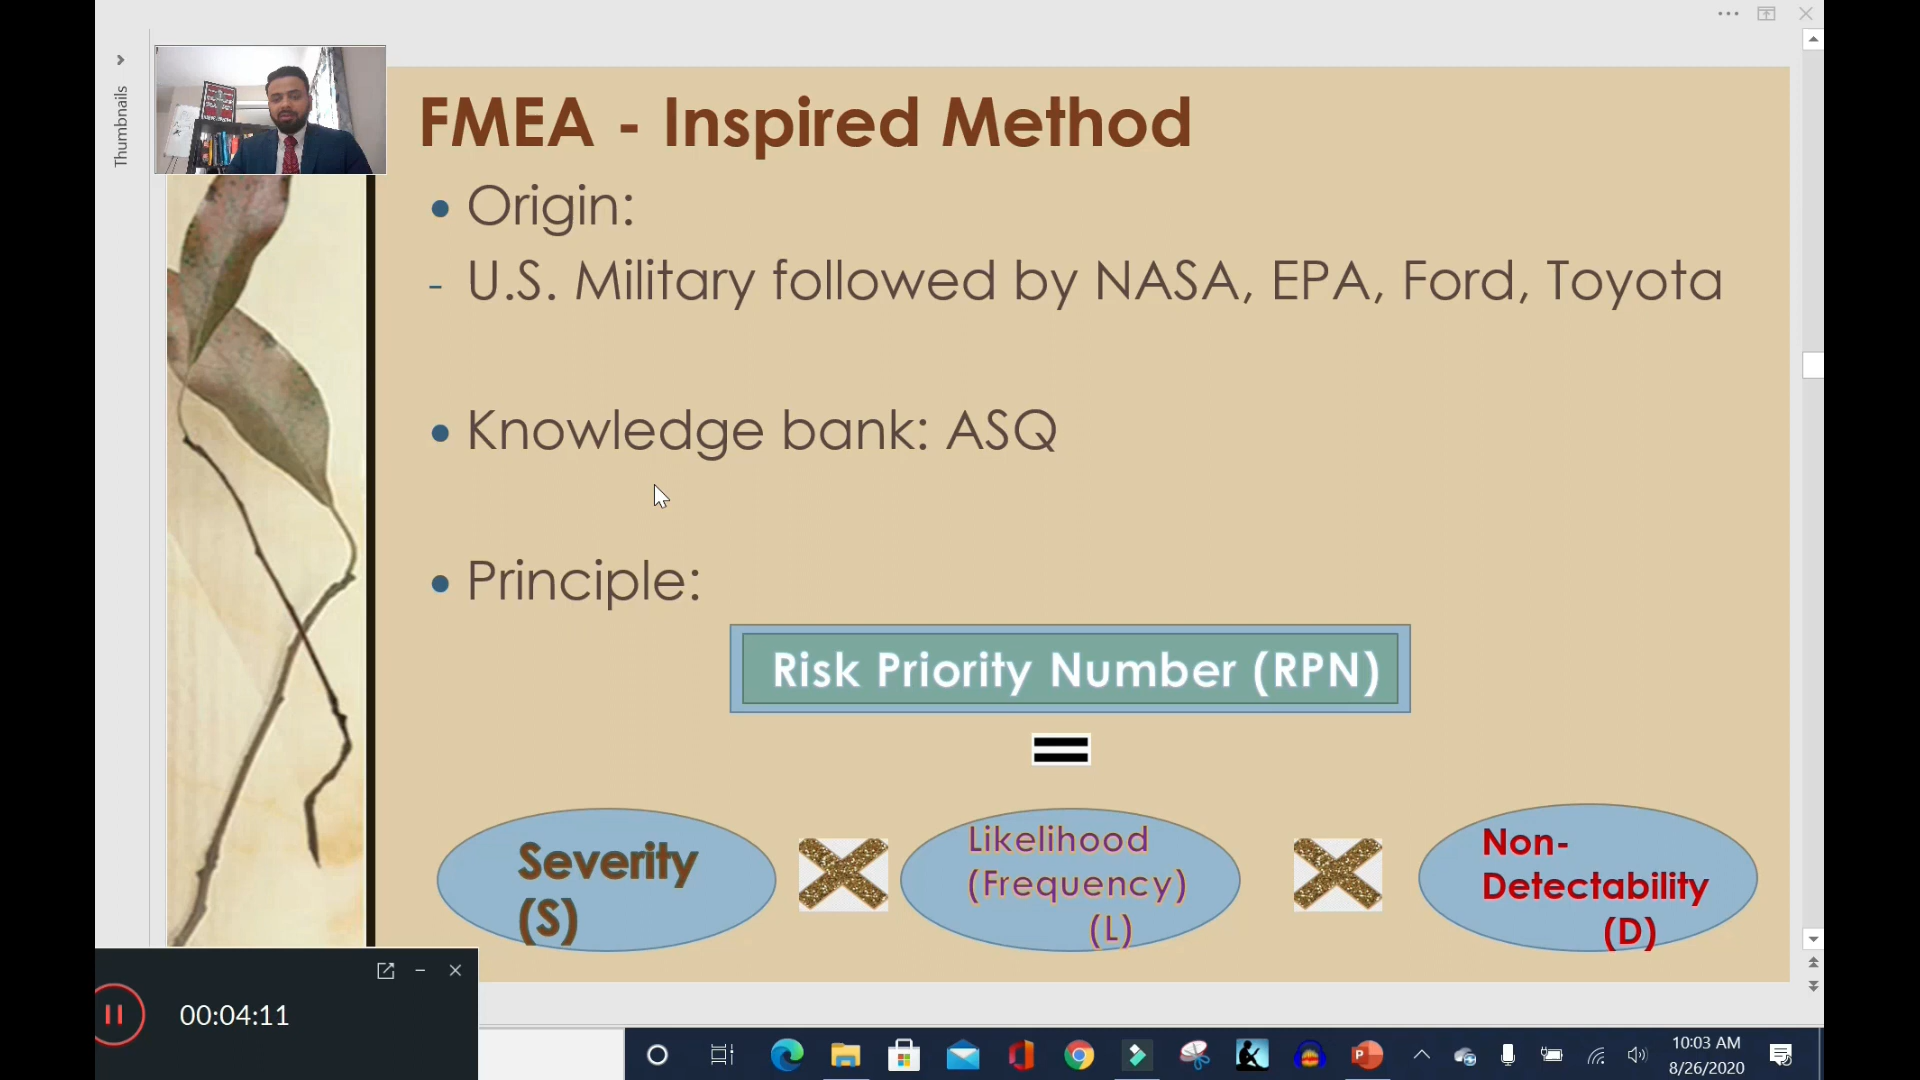 Thumbnails
FMEA - Inspired Method
Origin:
- U.S. Military followed by NASA, EPA, Ford, Toyota
Knowledge bank: ASQ
Principle:
Risk Priority Number (RPN)
=
Severity
(S)
Likelihood
(Frequency)
(L)
Non-
Detectability
(D)
00:04:11
10:03 AM
8/26/2020